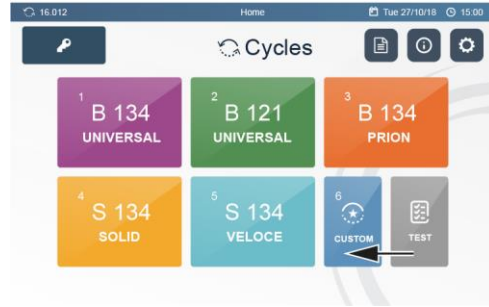 16.012 Home Tue 27/10/18 15:00
Cycles
1
B 134
UNIVERSAL
2
B 121
UNIVERSAL
3
B 134
PRION
4
S 134
SOLID
5
S 134
VELOCE
6
CUSTOM
TEST